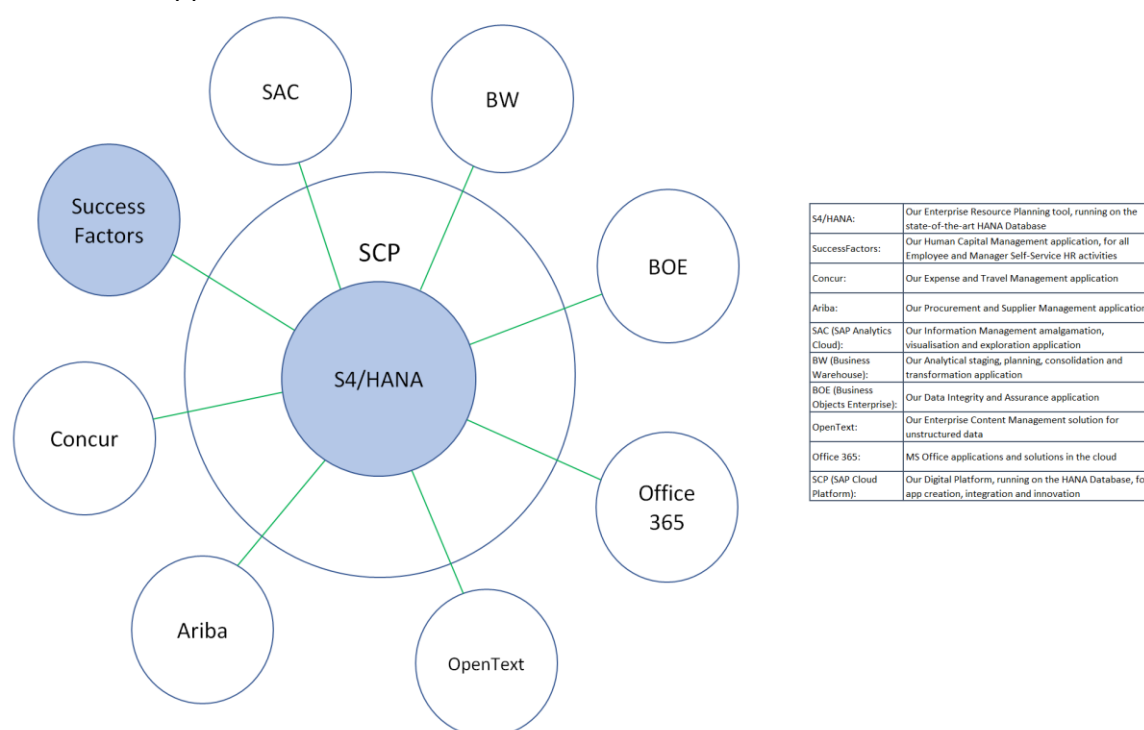 SAC
BW
Success
Factors
SCP
BOE
S4/HANA
Concur
Office
365
Ariba
OpenText
S4/HANA:
Our Enterprise Resource Planning tool, running on the
state-of-the-art HANA Database
SuccessFactors:
Our Human Capital Management application, for all
Employee and Manager Self-Service HR activities
Concur:
Our Expense and Travel Management application
Ariba:
Our Procurement and Supplier Management application
SAC (SAP Analytics
Cloud):
Our Information Management amalgamation,
visualisation and exploration application
BW (Business
Warehouse):
Our Analytical staging, planning, consolidation and
transformation application
BOE (Business
Objects Enterprise):
Our Data Integrity and Assurance application
OpenText:
Our Enterprise Content Management solution for
unstructured data
Office 365:
MS Office applications and solutions in the cloud
SCP (SAP Cloud
Platform):
Our Digital Platform, running on the HANA Database,
app creation, integration and innovation